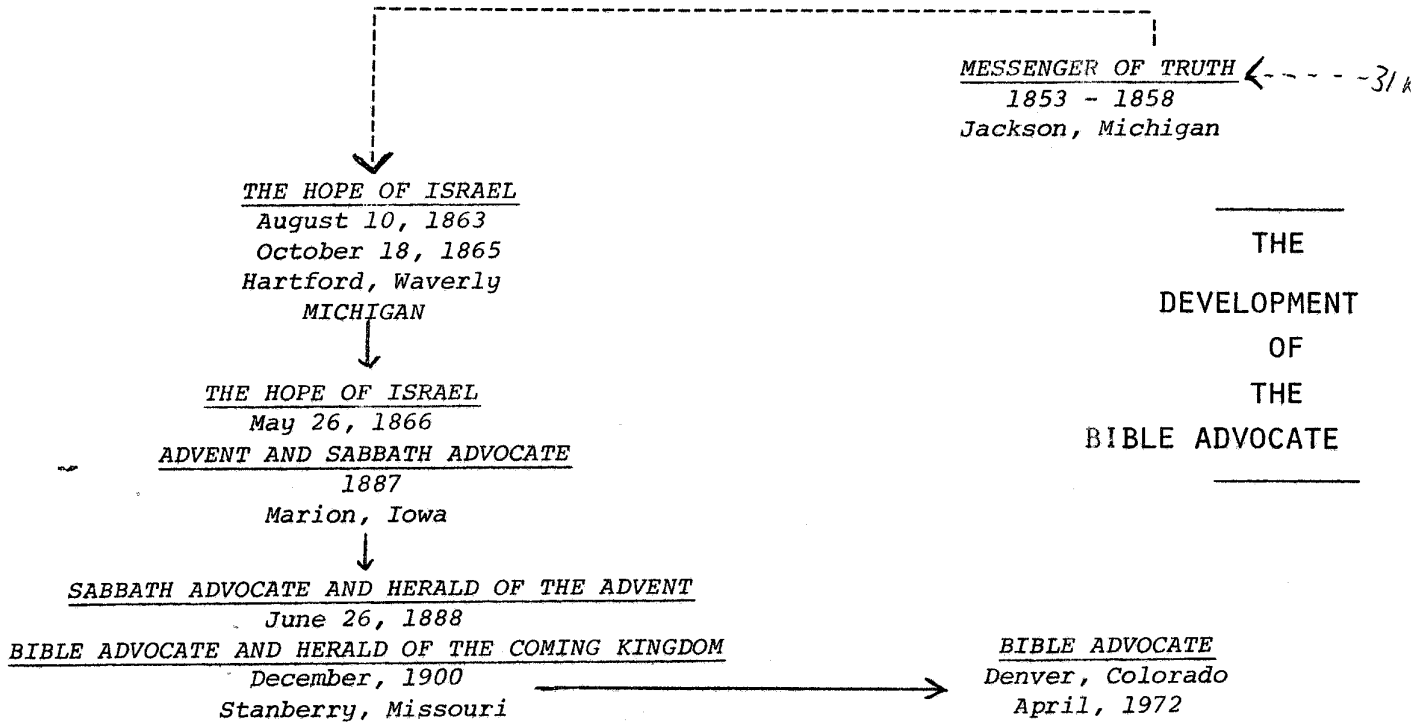 MESSENGER OF TRUTH
1853 - 1858
Jackson, Michigan
THE HOPE OF ISRAEL
August 10, 1863
October 18, 1865
Hartford, Waverly
MICHIGAN
THE HOPE OF ISRAEL
May 26, 1866
ADVENT AND SABBATH ADVOCATE
1887
Marion, Iowa
SABBATH ADVOCATE AND HERALD OF THE ADVENT
June 26, 1888
BIBLE ADVOCATE AND HERALD OF THE COMING KINGDOM
December, 1900
Stanberry, Missouri
BIBLE ADVOCATE
Denver, Colorado
April, 1972
THE
DEVELOPMENT
OF
THE
BIBLE ADVOCATE